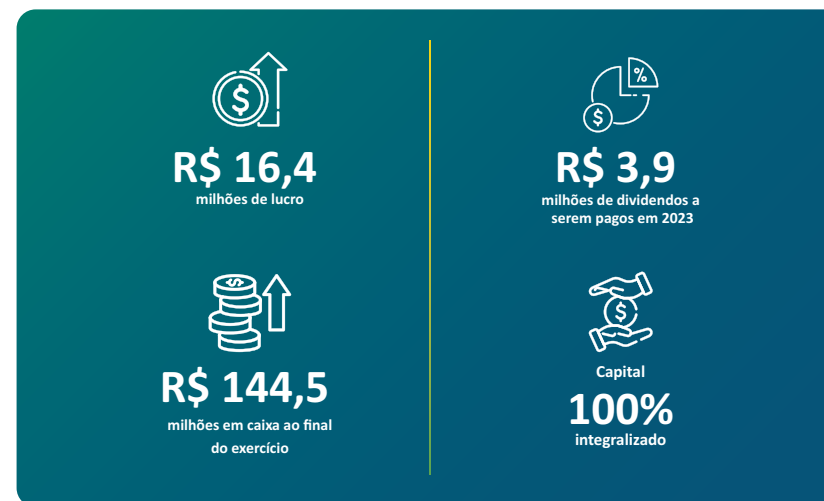 $
R$ 16,4
milhões de lucro
$
R$ 144,5
milhões em caixa ao final
do exercício
%
$
R$ 3,9
milhões de dividendos a
serem pagos em 2023
$
Capital
100%
integralizado